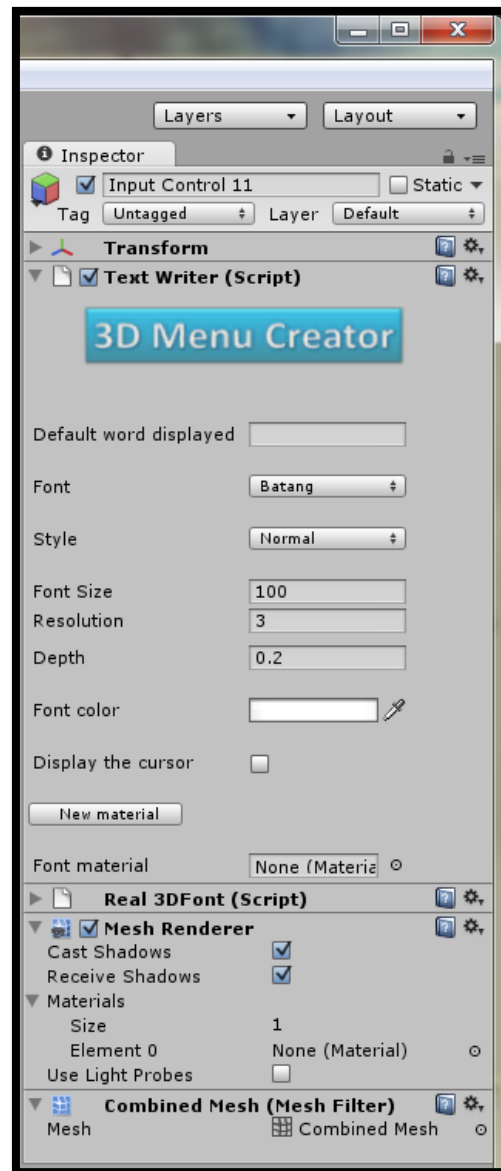 Layers Layout
Inspector
Input Control 11 Static
Tag Untagged Layer Default
Transform
Text Writer (Script)
3D Menu Creator
Default word displayed
Font Batang
Style Normal
Font Size 100
Resolution 3
Depth 0.2
Font color
Display the cursor
New material
Font material None (Materia
Real 3DFont (Script)
Mesh Renderer
Cast Shadows
Receive Shadows
Materials
Size 1
Element 0 None (Material)
Use Light Probes
Combined Mesh (Mesh Filter)
Mesh Combined Mesh